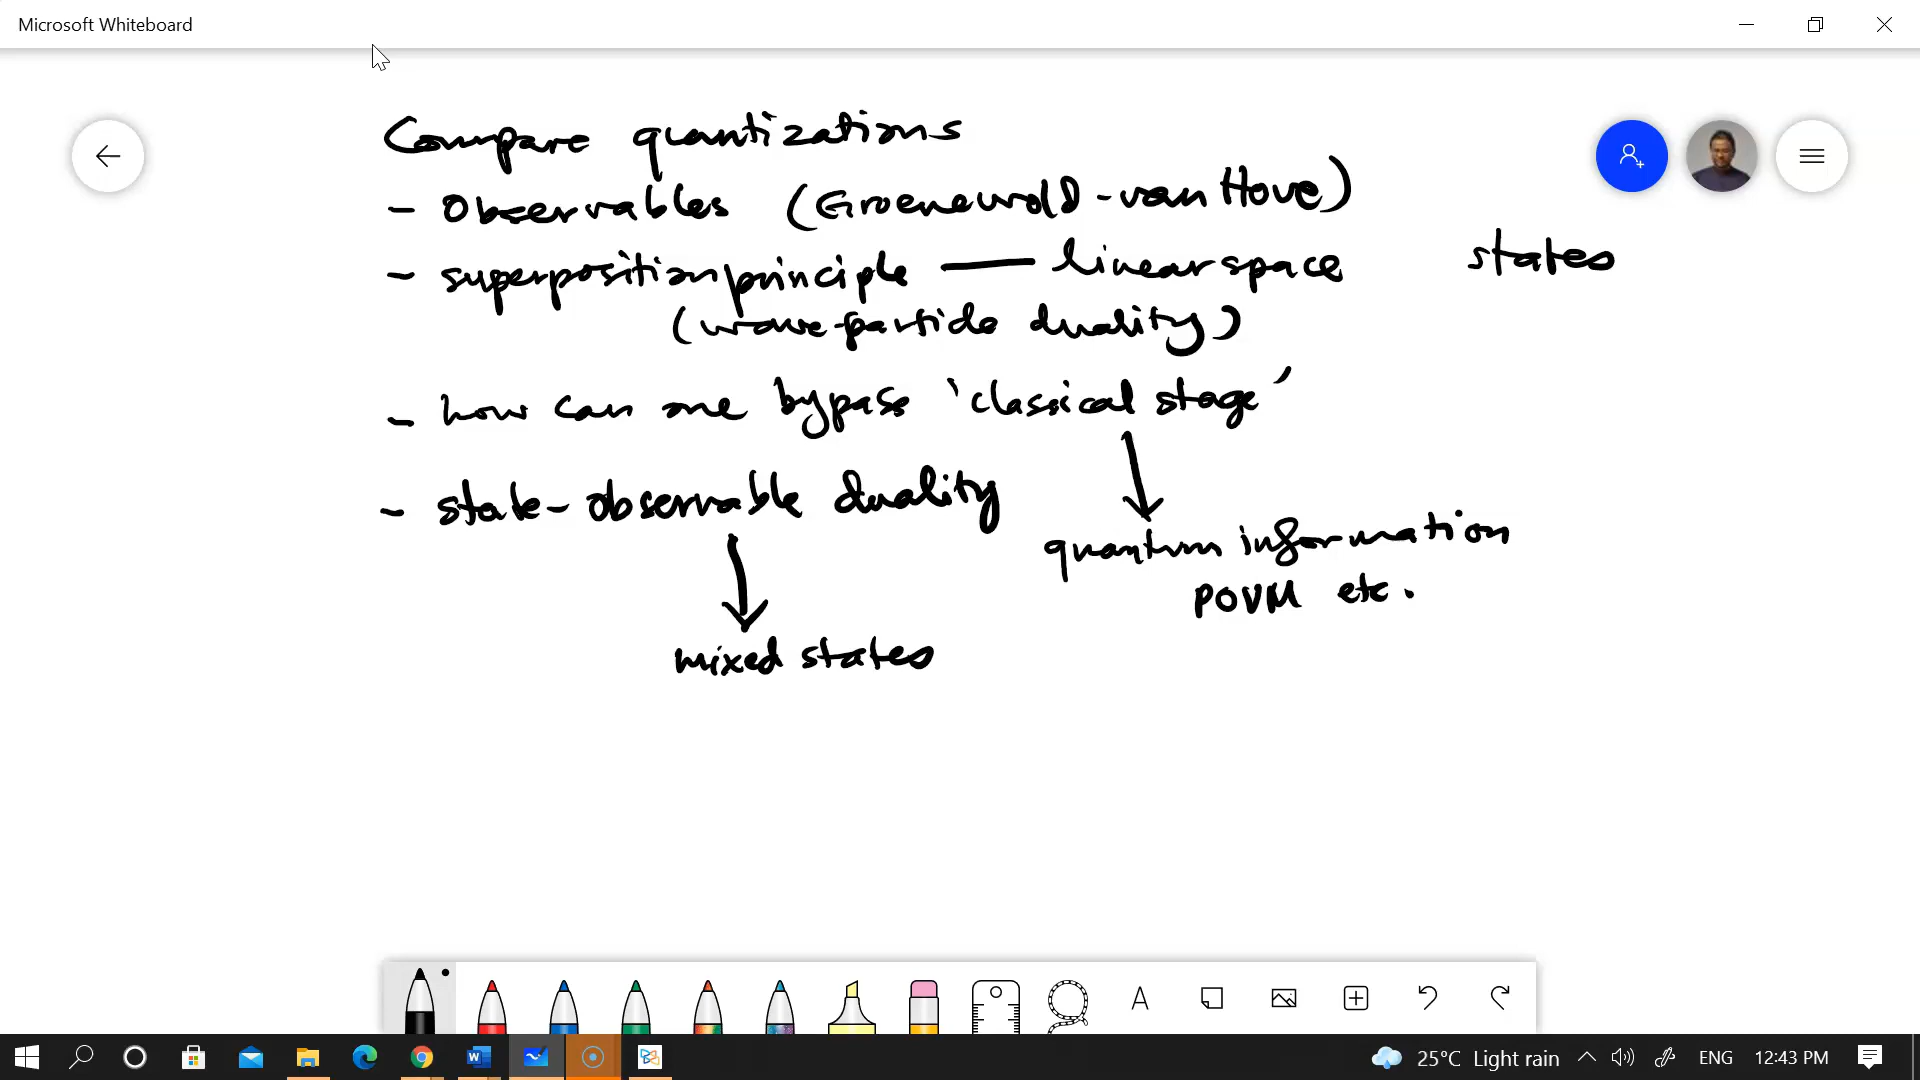 Microsoft Whiteboard
Compare quantizations
- Observables (Groenewold-van Hove)
- superposition principle — linear space states
(wave-particle duality)
- how can one bypass 'classical stage'
- state-observable duality
quantum information
POVM etc.
mixed states
A
W
25°C Light rain ENG 12:43 PM